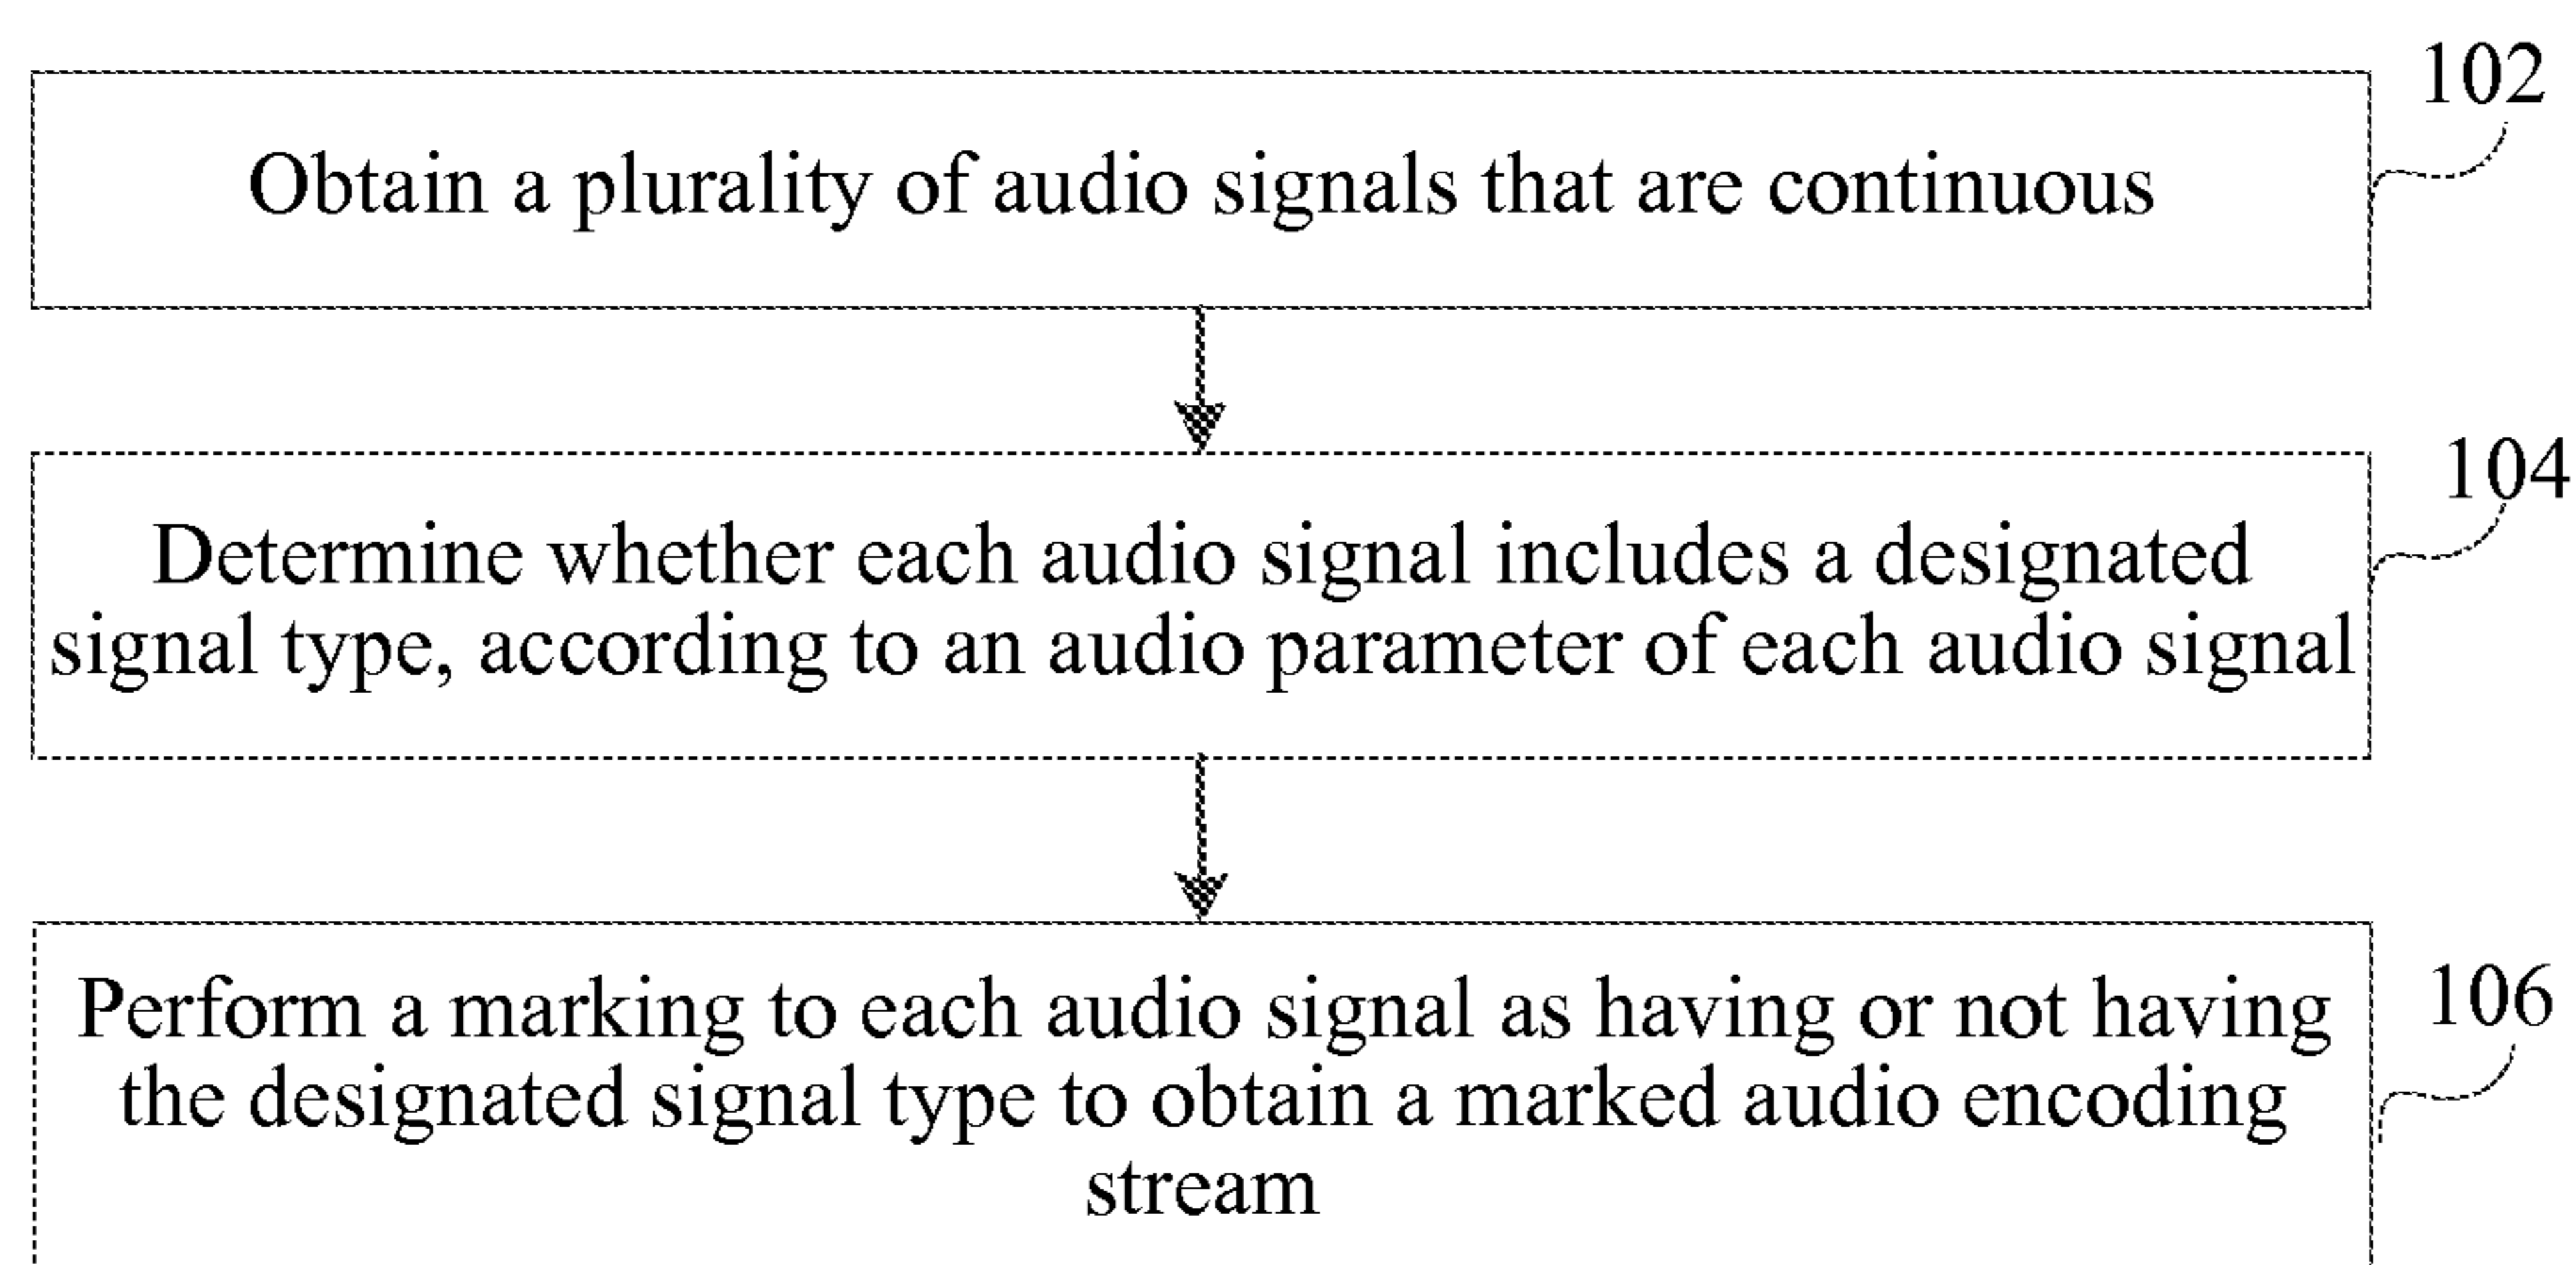 102
Obtain a plurality of audio signals that are continuous
104
Determine whether each audio signal includes a designated
signal type, according to an audio parameter of each audio signal
106
Perform a marking to each audio signal as having or not having
the designated signal type to obtain a marked audio encoding
stream